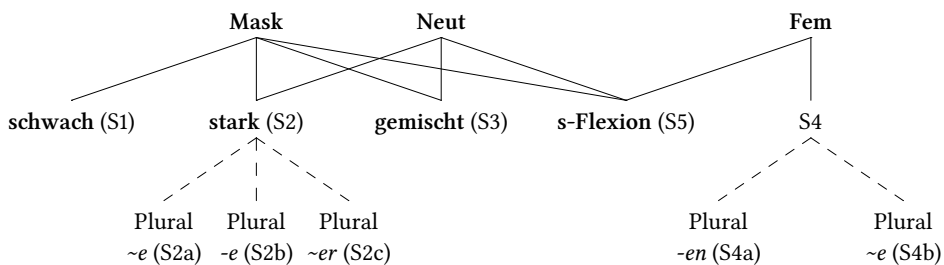 Mask Neut Fem
schwach (S1) stark (S2) gemischt (S3) s-Flexion (S5) S4
Plural Plural Plural Plural Plural
~e (S2a) -e (S2b) ~er (S2c) -en (S4a) ~e (S4b)